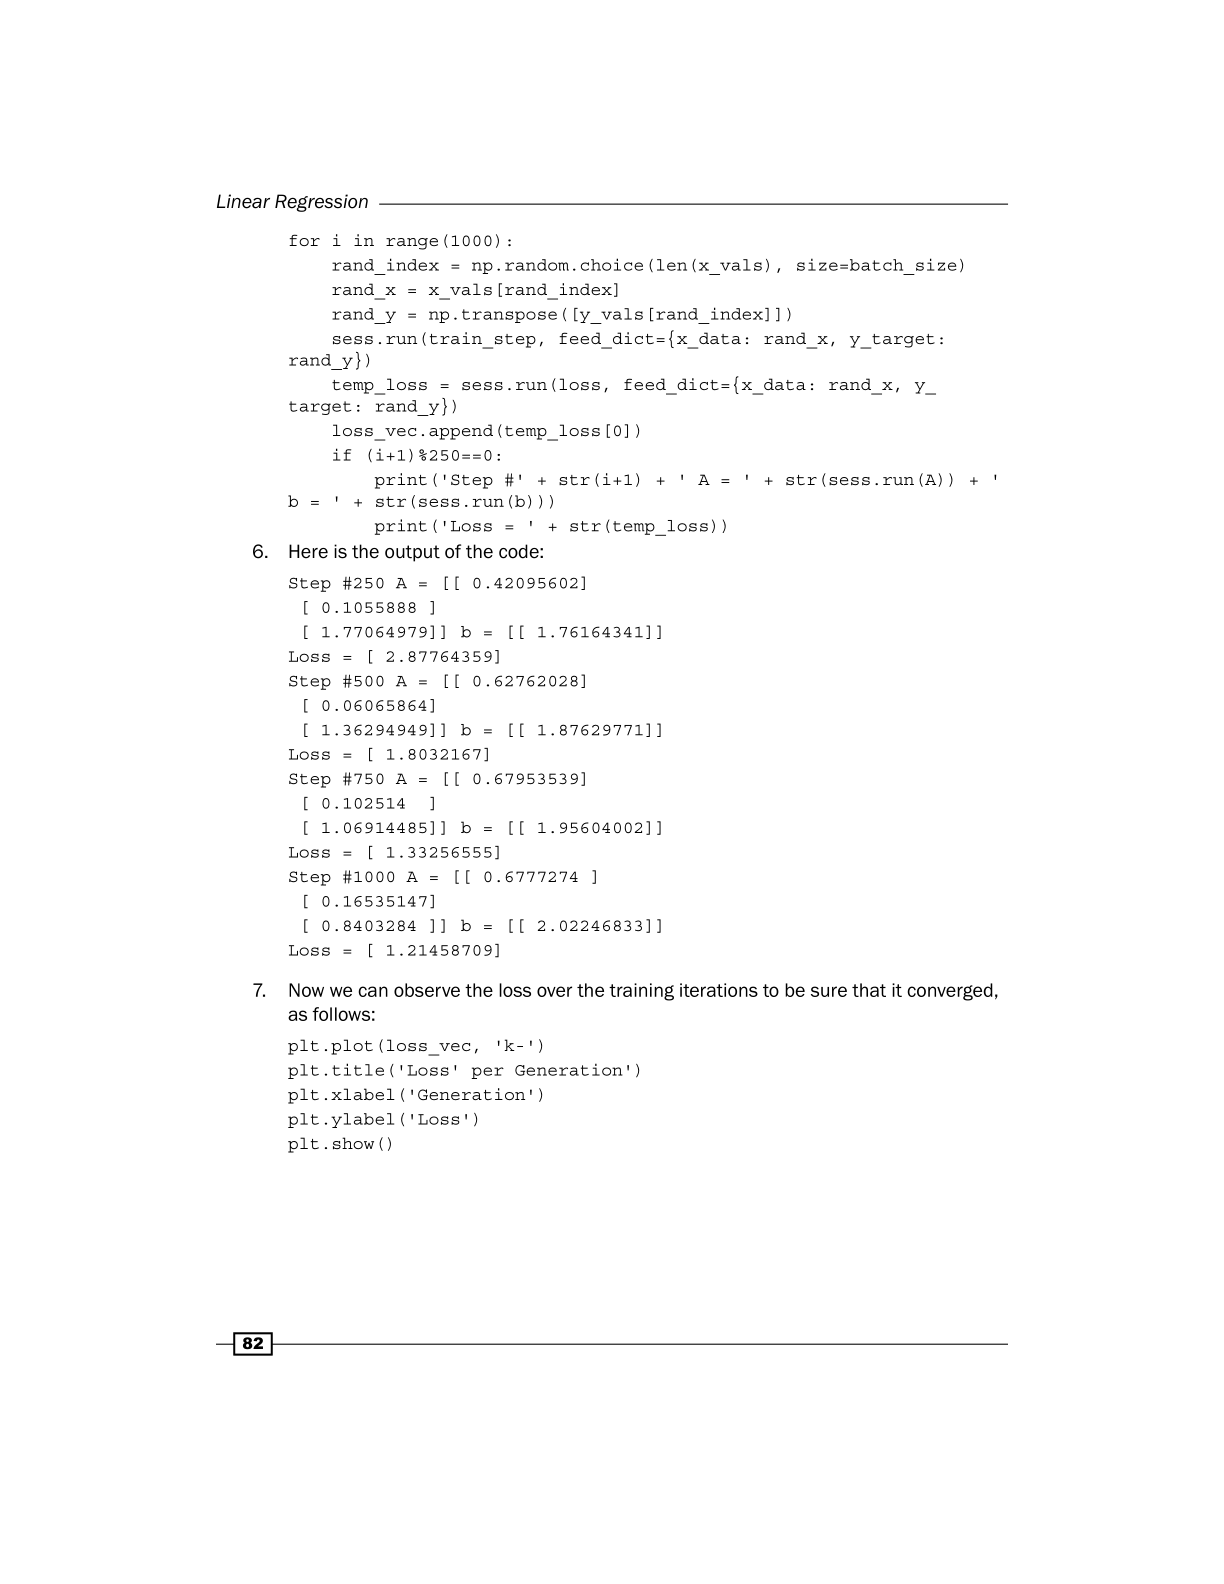 Linear Regression
for i in range(1000):
    rand_index = np.random.choice(len(x_vals), size=batch_size)
    rand_x = x_vals[rand_index]
    rand_y = np.transpose([y_vals[rand_index]])
    sess.run(train_step, feed_dict={x_data: rand_x, y_target:
rand_y})
    temp_loss = sess.run(loss, feed_dict={x_data: rand_x, y_
target: rand_y})
    loss_vec.append(temp_loss[0])
    if (i+1)%250==0:
        print('Step #' + str(i+1) + ' A = ' + str(sess.run(A)) + '
b = ' + str(sess.run(b)))
        print('Loss = ' + str(temp_loss))
6. Here is the output of the code:
Step #250 A = [[ 0.42095602]
 [ 0.1055888 ]
 [ 1.77064979]] b = [[ 1.76164341]]
Loss = [ 2.87764359]
Step #500 A = [[ 0.62762028]
 [ 0.06065864]
 [ 1.36294949]] b = [[ 1.87629771]]
Loss = [ 1.8032167]
Step #750 A = [[ 0.67953539]
 [ 0.102514  ]
 [ 1.06914485]] b = [[ 1.95604002]]
Loss = [ 1.33256555]
Step #1000 A = [[ 0.6777274 ]
 [ 0.16535147]
 [ 0.8403284 ]] b = [[ 2.02246833]]
Loss = [ 1.21458709]
7. Now we can observe the loss over the training iterations to be sure that it converged,
as follows:
plt.plot(loss_vec, 'k-')
plt.title('Loss' per Generation')
plt.xlabel('Generation')
plt.ylabel('Loss')
plt.show()
82